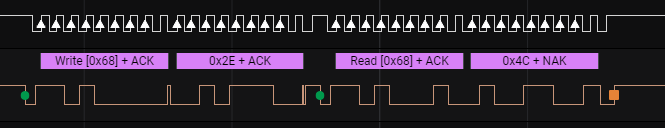 Write [0x68] + ACK
0x2E + ACK
Read [0x68] + ACK
0x4C + NAK